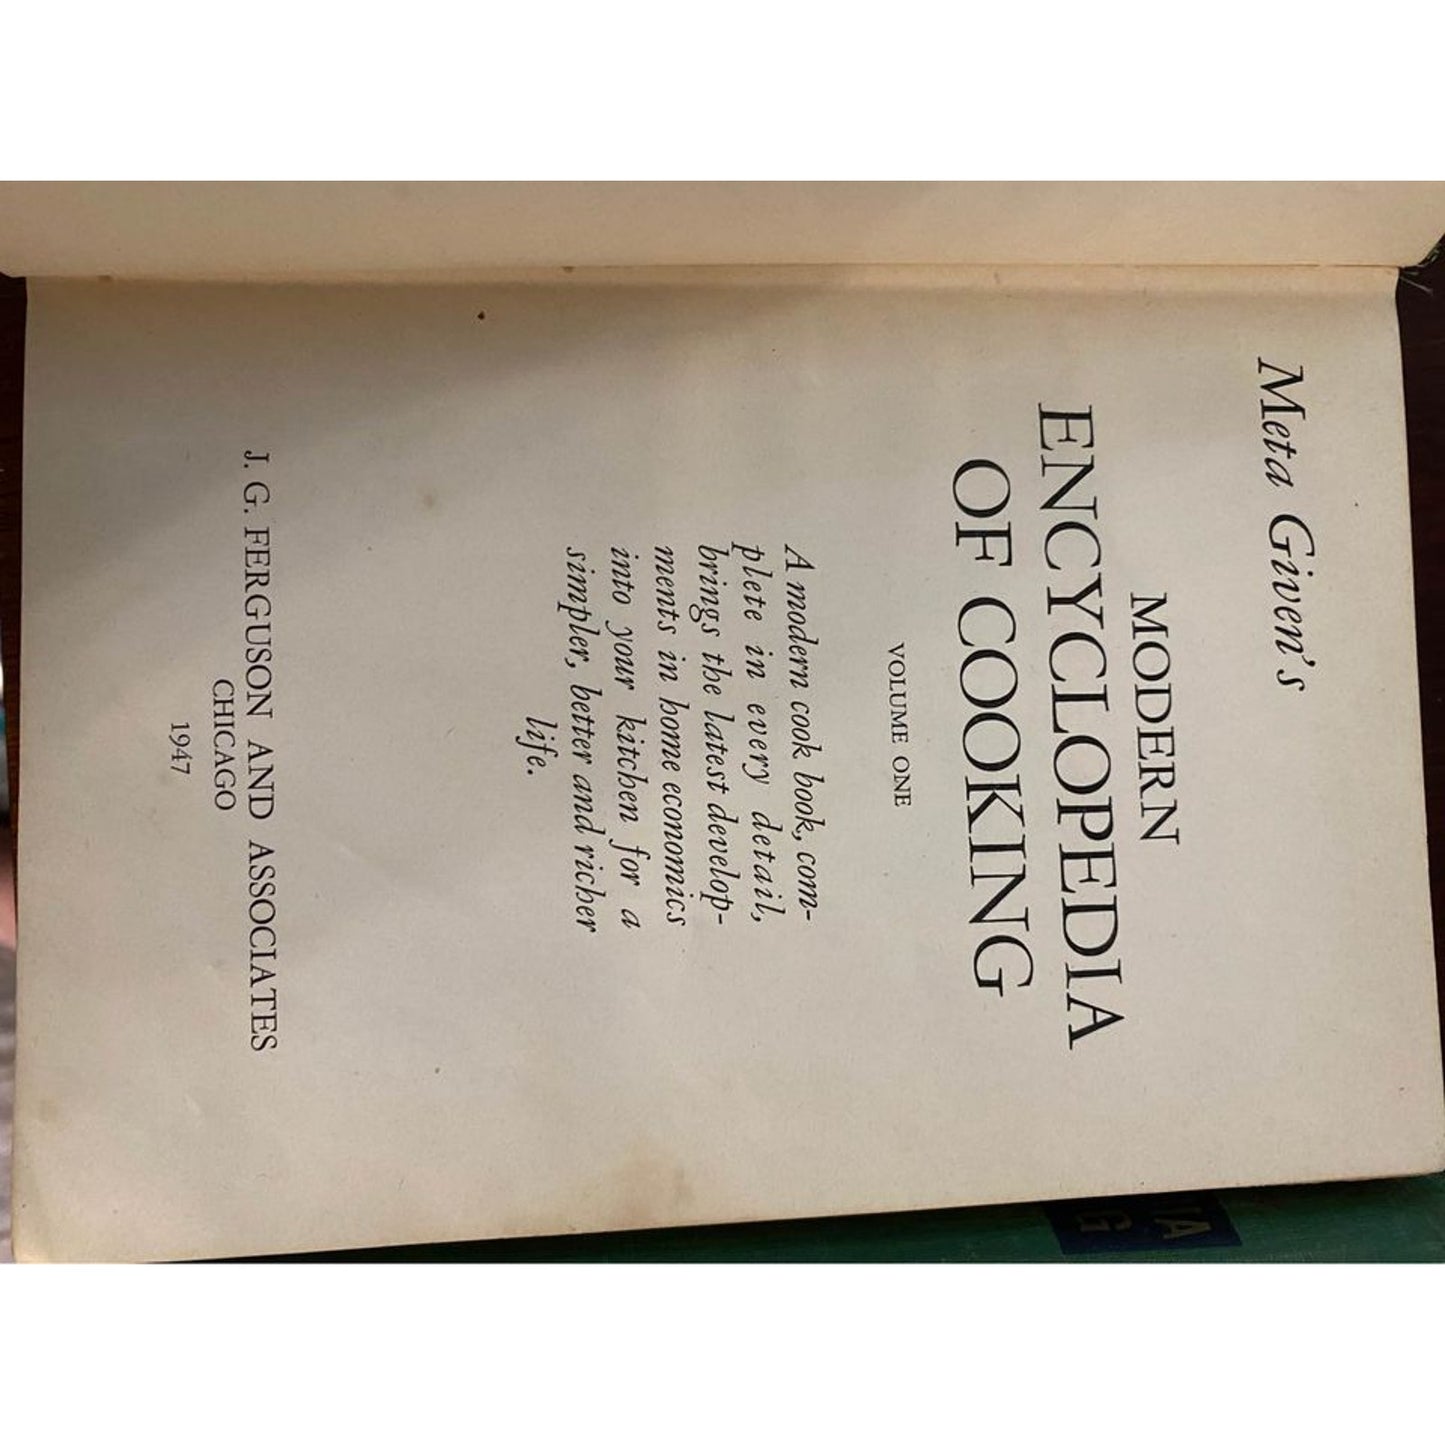 Meta Given's
MODERN
ENCYCLOPEDIA
OF COOKING
VOLUME ONE
A modern cook book, com-
plete in every detail,
brings the latest develop-
ments in home economics
into your kitchen for a
simpler, better and richer
life.
J. G. FERGUSON AND ASSOCIATES
CHICAGO
1947
IA
G